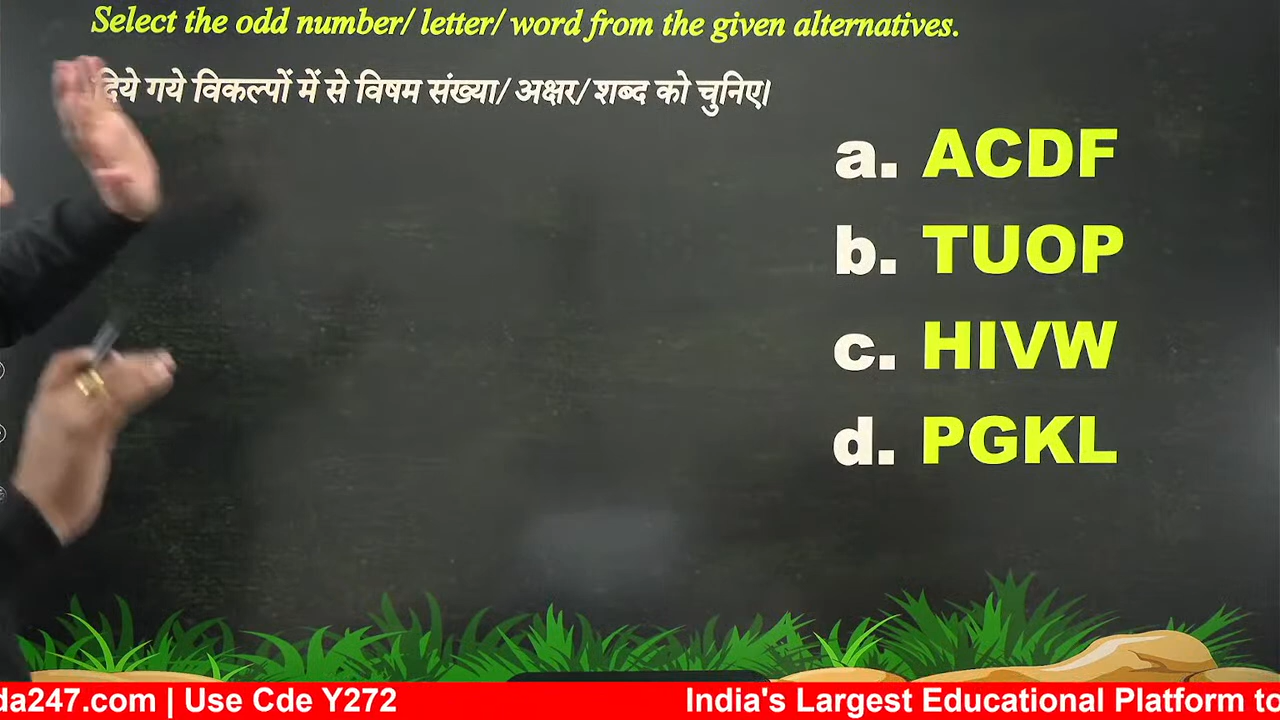 Select the odd number/ letter/ word from the given alternatives.
दिये गये विकल्पों में से विषम संख्या/ अक्षर/ शब्द को चुनिए।
a. ACDF
b. TUOP
c. HIVW
d. PGKL
da247.com | Use Cde Y272
India's Largest Educational Platform to